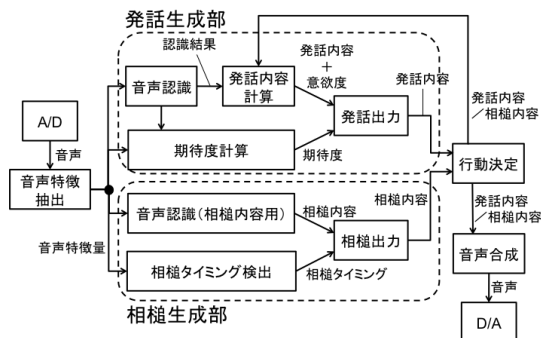 発話生成部
認識結果
発話内容
＋
意欲度
音声認識
発話内容
計算
発話内容
発話内容
／相槌内容
A/D
発話出力
音声
期待度計算
期待度
行動決定
音声特徴
抽出
音声認識（相槌内容用）
相槌内容
相槌内容
発話内容
／相槌内容
音声特徴量
相槌出力
音声合成
相槌タイミング検出
相槌タイミング
音声
相槌生成部
D/A